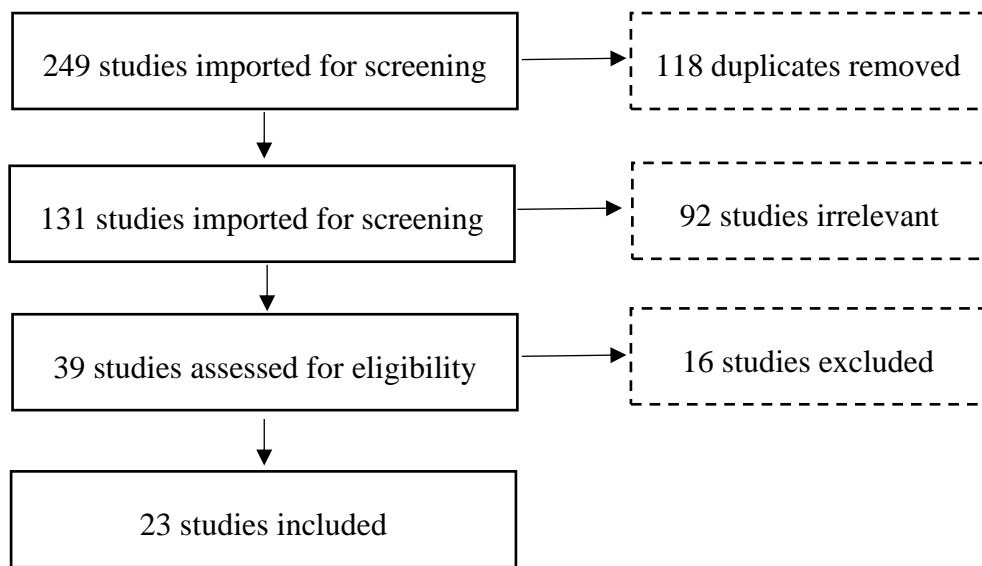 249 studies imported for screening
118 duplicates removed
131 studies imported for screening
92 studies irrelevant
39 studies assessed for eligibility
16 studies excluded
23 studies included